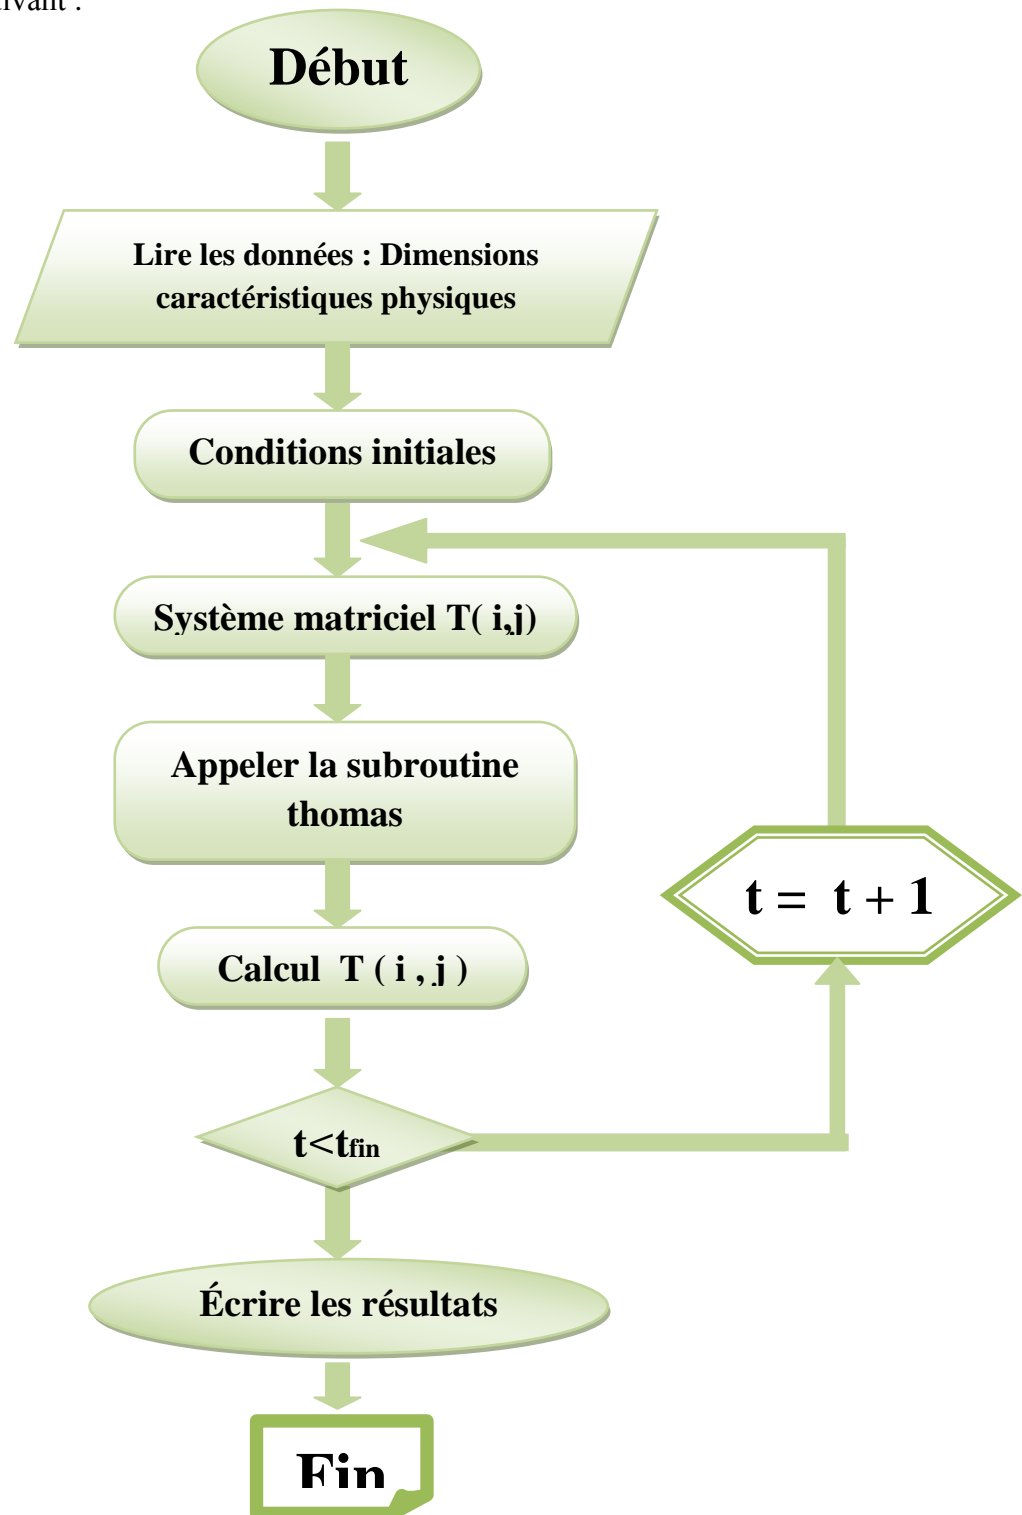 Début
Lire les données : Dimensions
caractéristiques physiques
Conditions initiales
Système matriciel T( i,j)
Appeler la subroutine
thomas
t = t + 1
Calcul T ( i , j )
t<tfin
Écrire les résultats
Fin